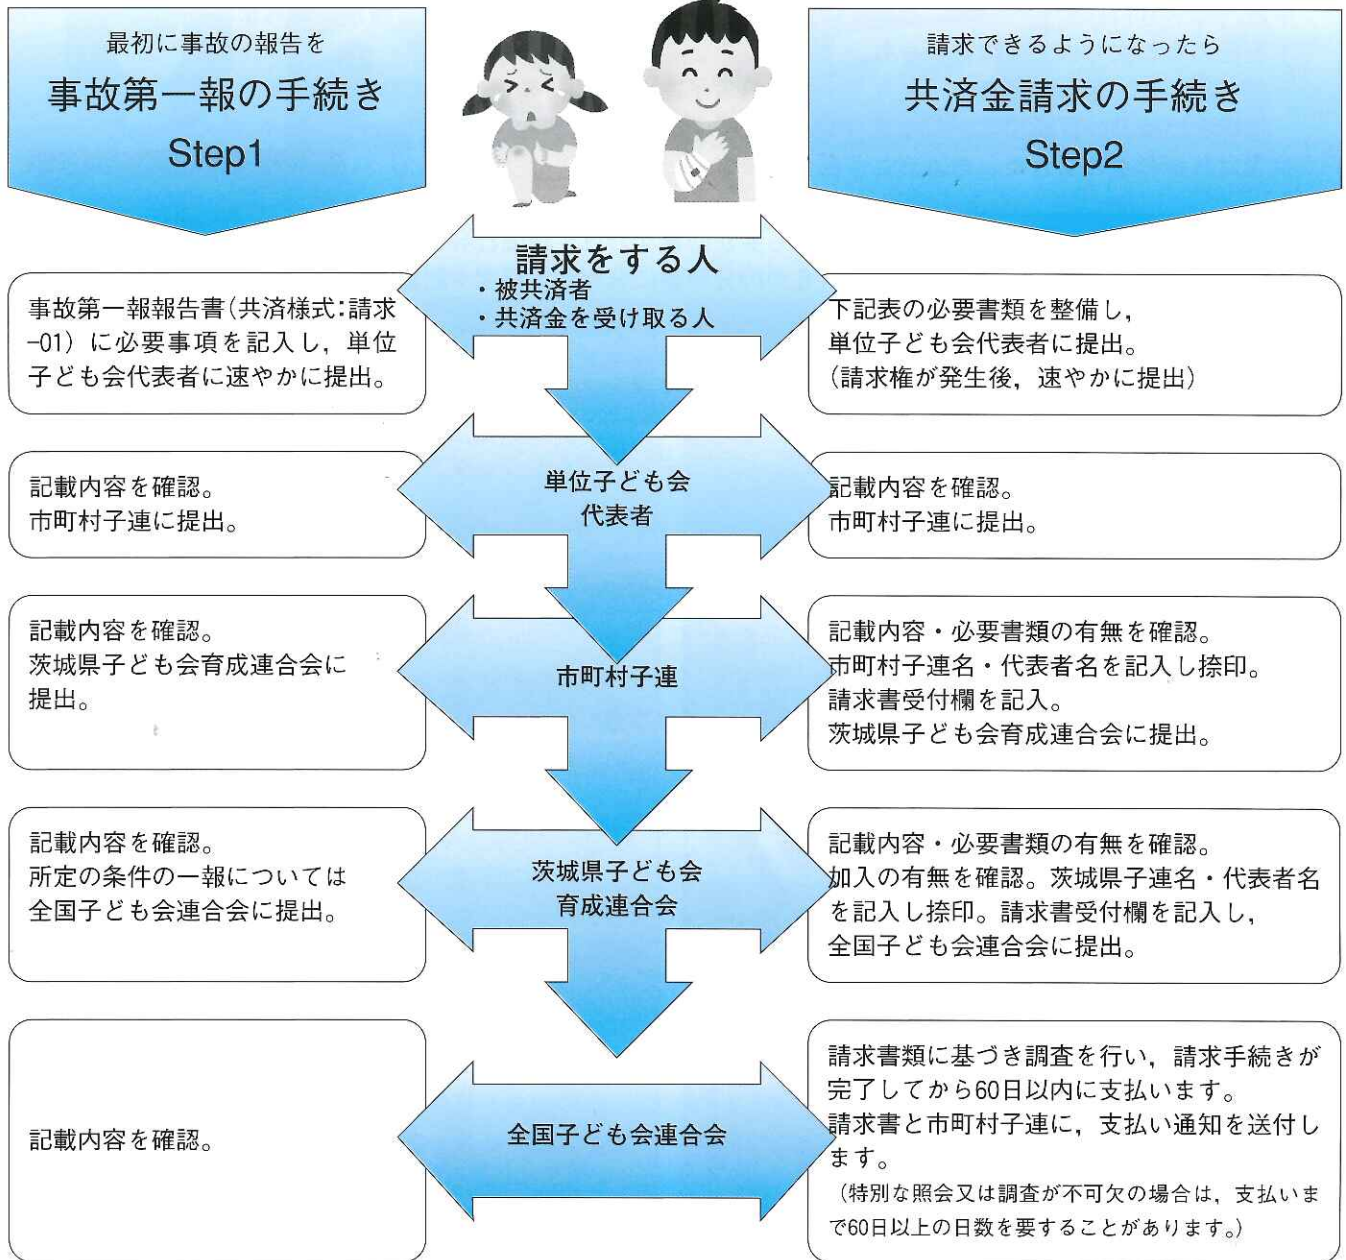 最初に事故の報告を
事故第一報の手続き
Step1
請求できるようになったら
共済金請求の手続き
Step2
請求をする人
・被共済者
・共済金を受け取る人
事故第一報報告書(共済様式:請求
-01)に必要事項を記入し，単位
子ども会代表者に速やかに提出。
下記表の必要書類を整備し，
単位子ども会代表者に提出。
(請求権が発生後，速やかに提出)
単位子ども会
代表者
記載内容を確認。
市町村子連に提出。
記載内容を確認。
市町村子連に提出。
市町村子連
記載内容を確認。
茨城県子ども会育成連合会に
提出。
記載内容・必要書類の有無を確認。
市町村子連名・代表者名を記入し捺印。
請求書受付欄を記入。
茨城県子ども会育成連合会に提出。
茨城県子ども会
育成連合会
記載内容を確認。
所定の条件の一報については
全国子ども会連合会に提出。
記載内容・必要書類の有無を確認。
加入の有無を確認。茨城県子連名・代表者名
を記入し捺印。請求書受付欄を記入し，
全国子ども会連合会に提出。
全国子ども会連合会
記載内容を確認。
請求書類に基づき調査を行い，請求手続きが
完了してから60日以内に支払います。
請求書と市町村子連に，支払い通知を送付し
ます。
(特別な照会又は調査が不可欠の場合は，支払いま
で60日以上の日数を要することがあります。)